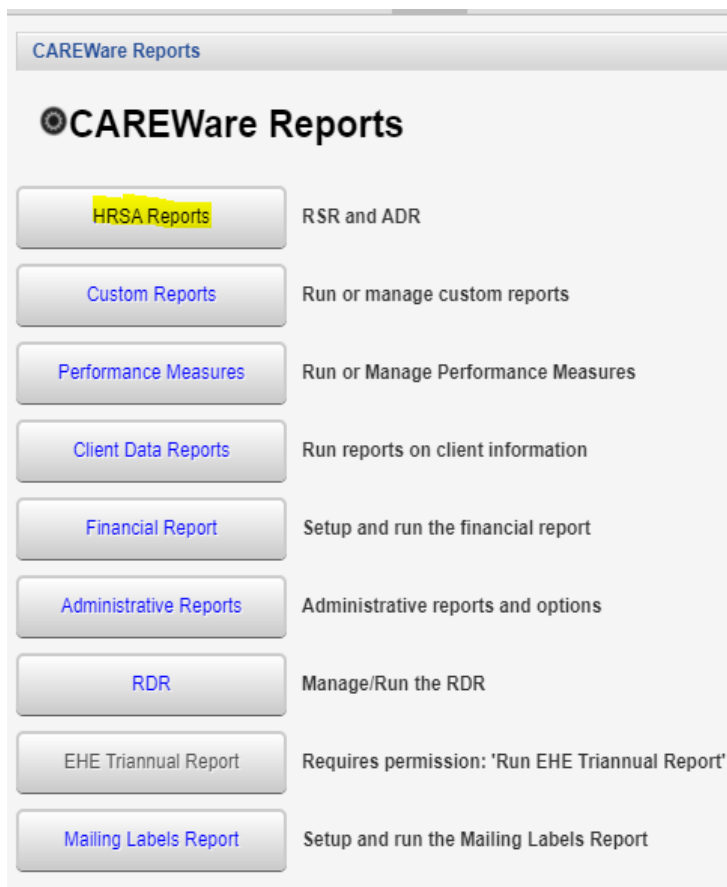 CAREWare Reports
CAREWare Reports
HRSA Reports RSR and ADR
Custom Reports Run or manage custom reports
Performance Measures Run or Manage Performance Measures
Client Data Reports Run reports on client information
Financial Report Setup and run the financial report
Administrative Reports Administrative reports and options
RDR Manage/Run the RDR
EHE Triannual Report Requires permission: 'Run EHE Triannual Report'
Mailing Labels Report Setup and run the Mailing Labels Report